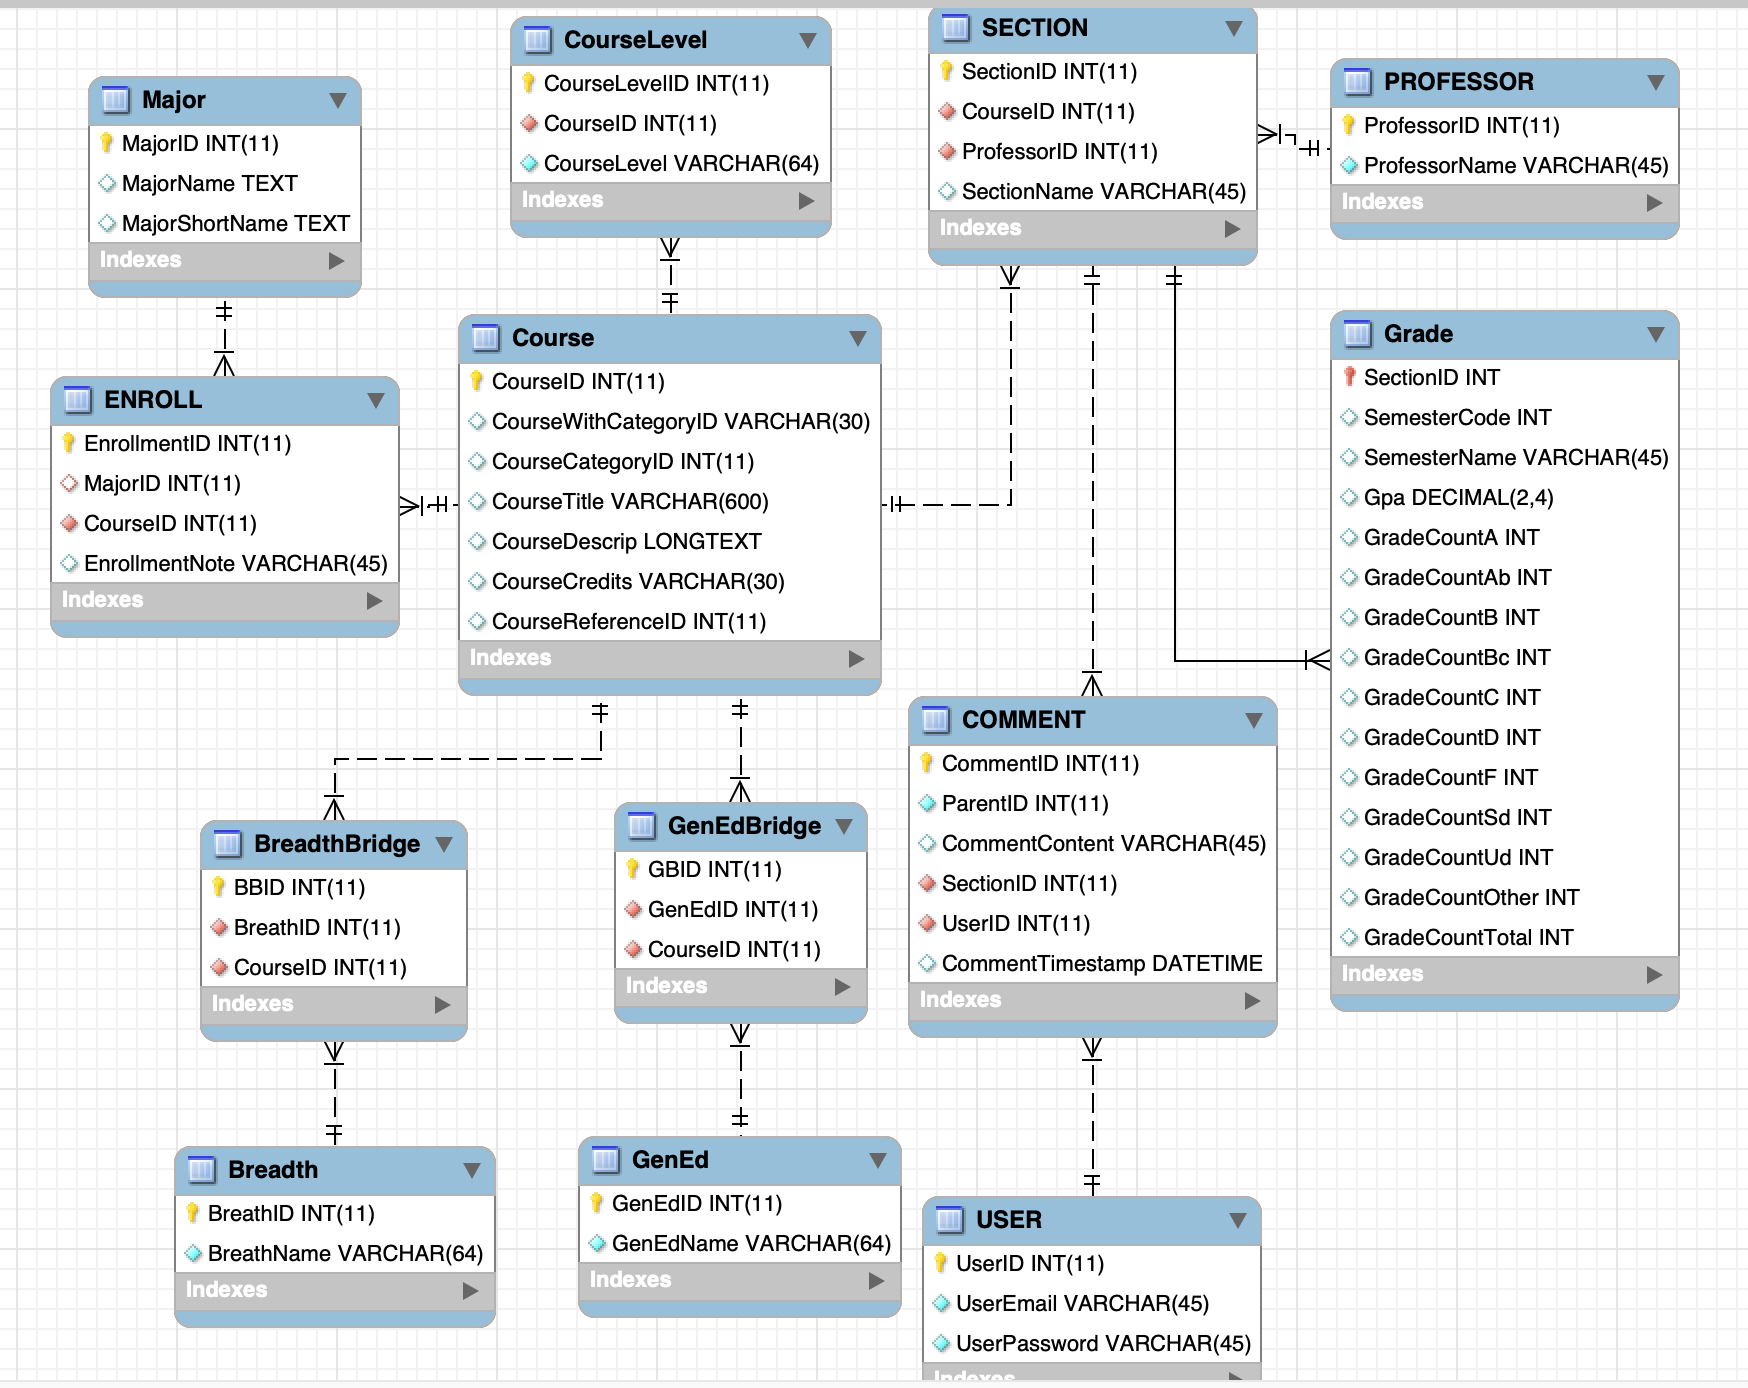 Major
MajorID INT(11)
MajorName TEXT
MajorShortName TEXT
Indexes
CourseLevel
CourseLevelID INT(11)
CourseID INT(11)
CourseLevel VARCHAR(64)
Indexes
SECTION
SectionID INT(11)
CourseID INT(11)
ProfessorID INT(11)
SectionName VARCHAR(45)
Indexes
PROFESSOR
ProfessorID INT(11)
ProfessorName VARCHAR(45)
Indexes
ENROLL
EnrollmentID INT(11)
MajorID INT(11)
CourseID INT(11)
EnrollmentNote VARCHAR(45)
Indexes
Course
CourseID INT(11)
CourseWithCategoryID VARCHAR(30)
CourseCategoryID INT(11)
CourseTitle VARCHAR(600)
CourseDescrip LONGTEXT
CourseCredits VARCHAR(30)
CourseReferenceID INT(11)
Indexes
Grade
SectionID INT
SemesterCode INT
SemesterName VARCHAR(45)
Gpa DECIMAL(2,4)
GradeCountA INT
GradeCountAb INT
GradeCountB INT
GradeCountBc INT
GradeCountC INT
GradeCountD INT
GradeCountF INT
GradeCountSd INT
GradeCountUd INT
GradeCountOther INT
GradeCountTotal INT
Indexes
BreadthBridge
BBID INT(11)
BreathID INT(11)
CourseID INT(11)
Indexes
GenEdBridge
GBID INT(11)
GenEdID INT(11)
CourseID INT(11)
Indexes
COMMENT
CommentID INT(11)
ParentID INT(11)
CommentContent VARCHAR(45)
SectionID INT(11)
UserID INT(11)
CommentTimestamp DATETIME
Indexes
Breadth
BreathID INT(11)
BreathName VARCHAR(64)
Indexes
GenEd
GenEdID INT(11)
GenEdName VARCHAR(64)
Indexes
USER
UserID INT(11)
UserEmail VARCHAR(45)
UserPassword VARCHAR(45)
Indexes